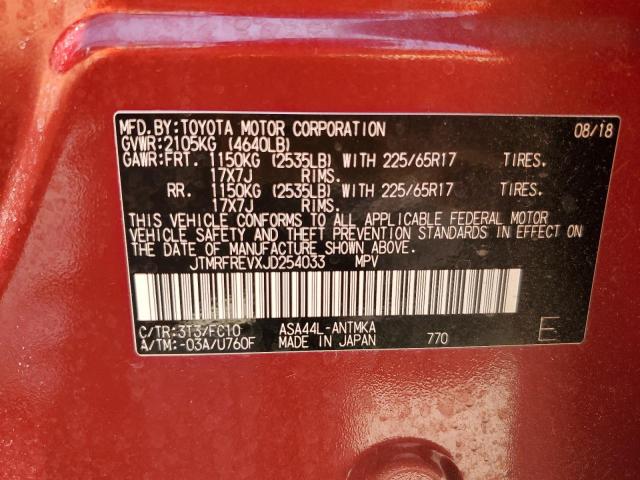 MFD.BY:TOYOTA MOTOR CORPORATION 08/18
GVWR:2105KG (4640LB)
GAWR:FRT. 1150KG (2535LB) WITH 225/65R17 TIRES.
17X7J RIMS.
RR. 1150KG (2535LB) WITH 225/65R17 TIRES.
17X7J RIMS.
THIS VEHICLE CONFORMS TO ALL APPLICABLE FEDERAL MOTOR
VEHICLE SAFETY AND THEFT PREVENTION STANDARDS IN EFFECT ON
THE DATE OF MANUFACTURE SHOWN ABOVE.
JTMRFREVXJD254033 MPV
C/TR:3T3/FC10 ASA44L-ANTMKA
A/TM:-03A/U760F MADE IN JAPAN 770 E